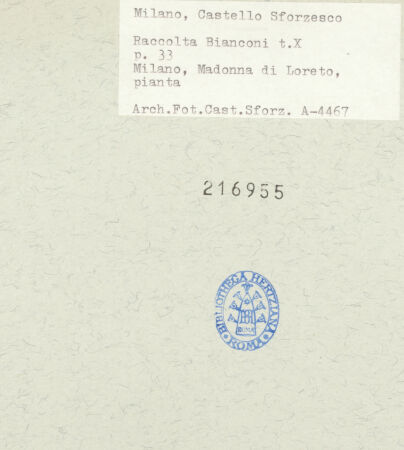 Milano, Castello Sforzesco
Raccolta Bianconi t.X
p. 33
Milano, Madonna di Loreto,
pianta
Arch.Fot.Cast.Sforz. A-4467
216955
BIBLIOTHECA HERTZIANA
ROMA